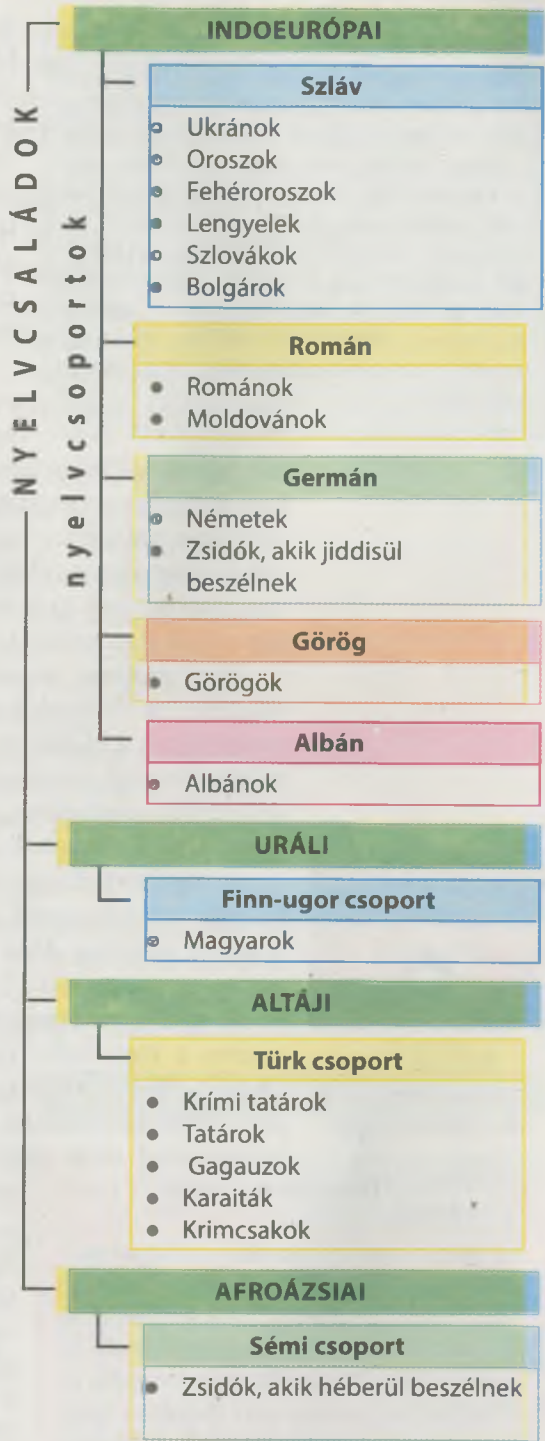 NYELVCSALÁDOK
nyelvcsoportok
INDOEURÓPAI
Szláv
Ukránok
Oroszok
Fehéroroszok
Lengyelek
Szlovákok
Bolgárok
Román
Románok
Moldovánok
Germán
Németek
Zsidók, akik jiddisül
beszélnek
Görög
Görögök
Albán
Albánok
URÁLI
Finn-ugor csoport
Magyarok
ALTÁJI
Türk csoport
Krími tatárok
Tatárok
Gagauzok
Karaiták
Krimcsakok
AFROÁZSIAI
Sémi csoport
Zsidók, akik héberül beszélnek